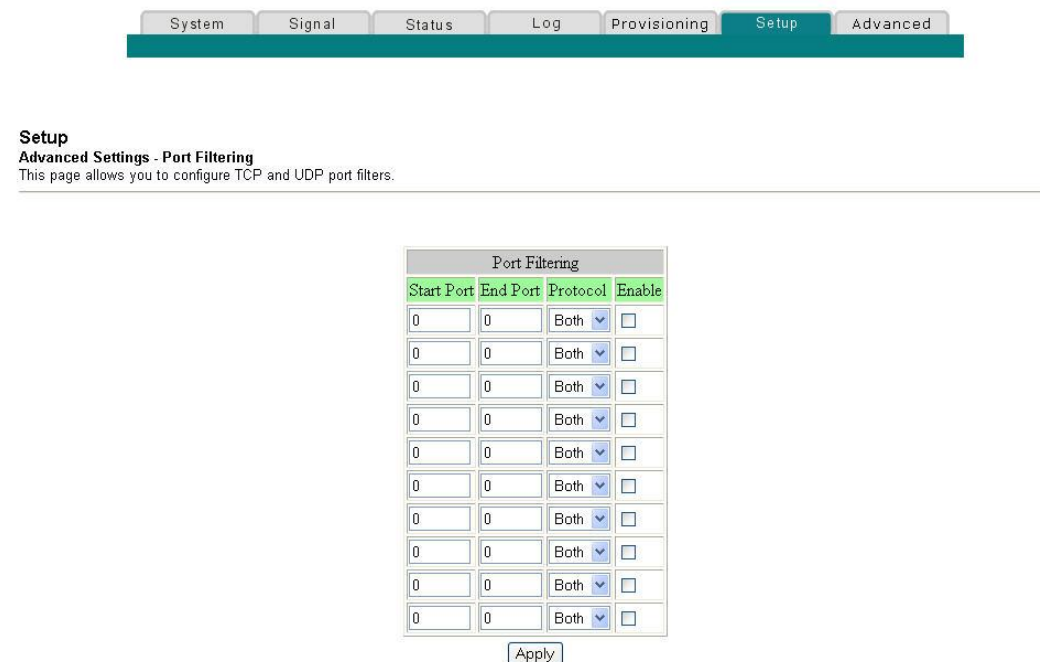 System Signal Status Log Provisioning Setup Advanced
Setup
Advanced Settings - Port Filtering
This page allows you to configure TCP and UDP port filters.
Port Filtering
Start Port End Port Protocol Enable
0 0 Both
0 0 Both
0 0 Both
0 0 Both
0 0 Both
0 0 Both
0 0 Both
0 0 Both
0 0 Both
0 0 Both
Apply